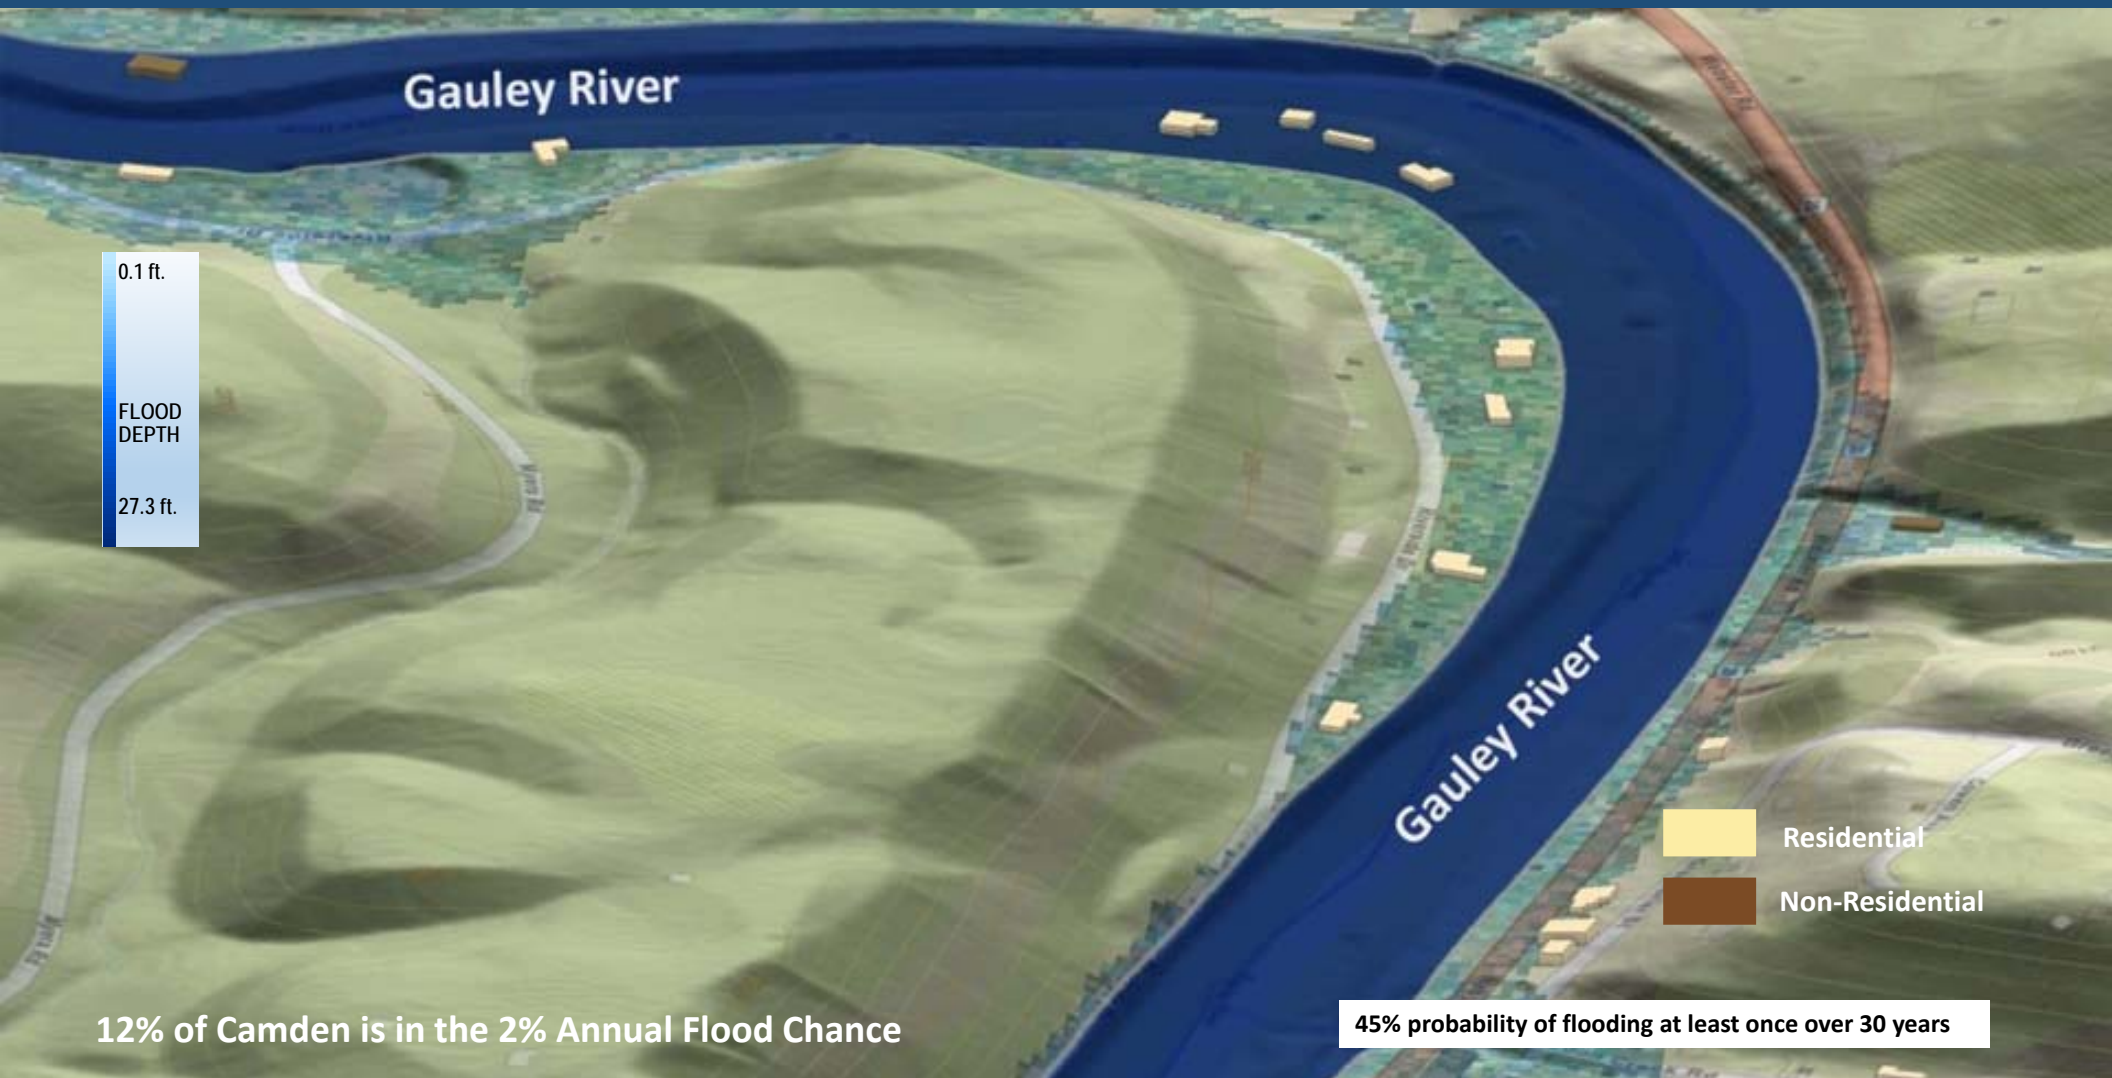 Gauley River
0.1 ft.
FLOOD
DEPTH
27.3 ft.
Gauley River
Residential
Non-Residential
12% of Camden is in the 2% Annual Flood Chance
45% probability of flooding at least once over 30 years